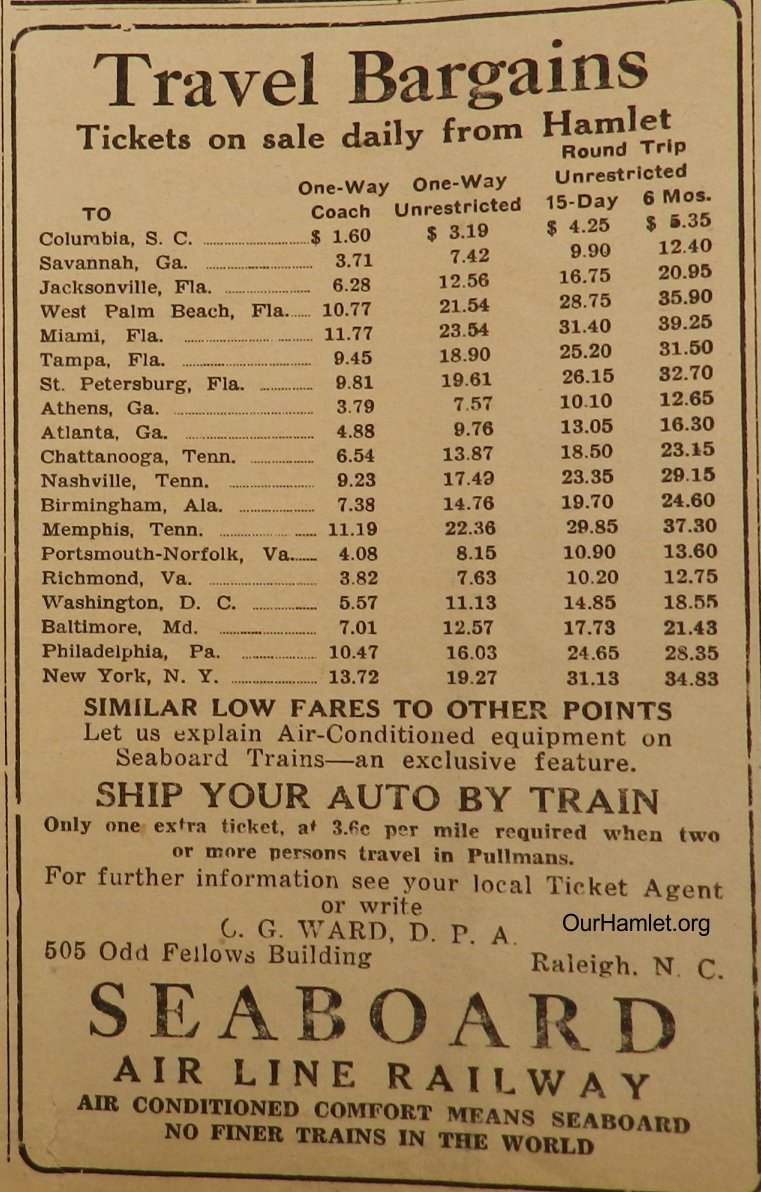 Travel Bargains
Tickets on sale daily from Hamlet
Round Trip
One-Way One-Way Unrestricted
TO Coach Unrestricted 15-Day 6 Mos.
Columbia, S. C. $ 1.60 $ 3.19 $ 4.25 $ 5.35
Savannah, Ga. 3.71 7.42 9.90 12.40
Jacksonville, Fla. 6.28 12.56 16.75 20.95
West Palm Beach, Fla. 10.77 21.54 28.75 35.90
Miami, Fla. 11.77 23.54 31.40 39.25
Tampa, Fla. 9.45 18.90 25.20 31.50
St. Petersburg, Fla. 9.81 19.61 26.15 32.70
Athens, Ga. 3.79 7.57 10.10 12.65
Atlanta, Ga. 4.88 9.76 13.05 16.30
Chattanooga, Tenn. 6.54 13.87 18.50 23.15
Nashville, Tenn. 9.23 17.49 23.35 29.15
Birmingham, Ala. 7.38 14.76 19.70 24.60
Memphis, Tenn. 11.19 22.36 29.85 37.30
Portsmouth-Norfolk, Va. 4.08 8.15 10.90 13.60
Richmond, Va. 3.82 7.63 10.20 12.75
Washington, D. C. 5.57 11.13 14.85 18.55
Baltimore, Md. 7.01 12.57 17.73 21.43
Philadelphia, Pa. 10.47 16.03 24.65 28.35
New York, N. Y. 13.72 19.27 31.13 34.83
SIMILAR LOW FARES TO OTHER POINTS
Let us explain Air-Conditioned equipment on
Seaboard Trains—an exclusive feature.
SHIP YOUR AUTO BY TRAIN
Only one extra ticket, at 3.6c per mile required when two
or more persons travel in Pullmans.
For further information see your local Ticket Agent
or write
C. G. WARD, D. P. A.
OurHamlet.org
505 Odd Fellows Building
Raleigh, N. C.
SEABOARD
AIR LINE RAILWAY
AIR CONDITIONED COMFORT MEANS SEABOARD
NO FINER TRAINS IN THE WORLD